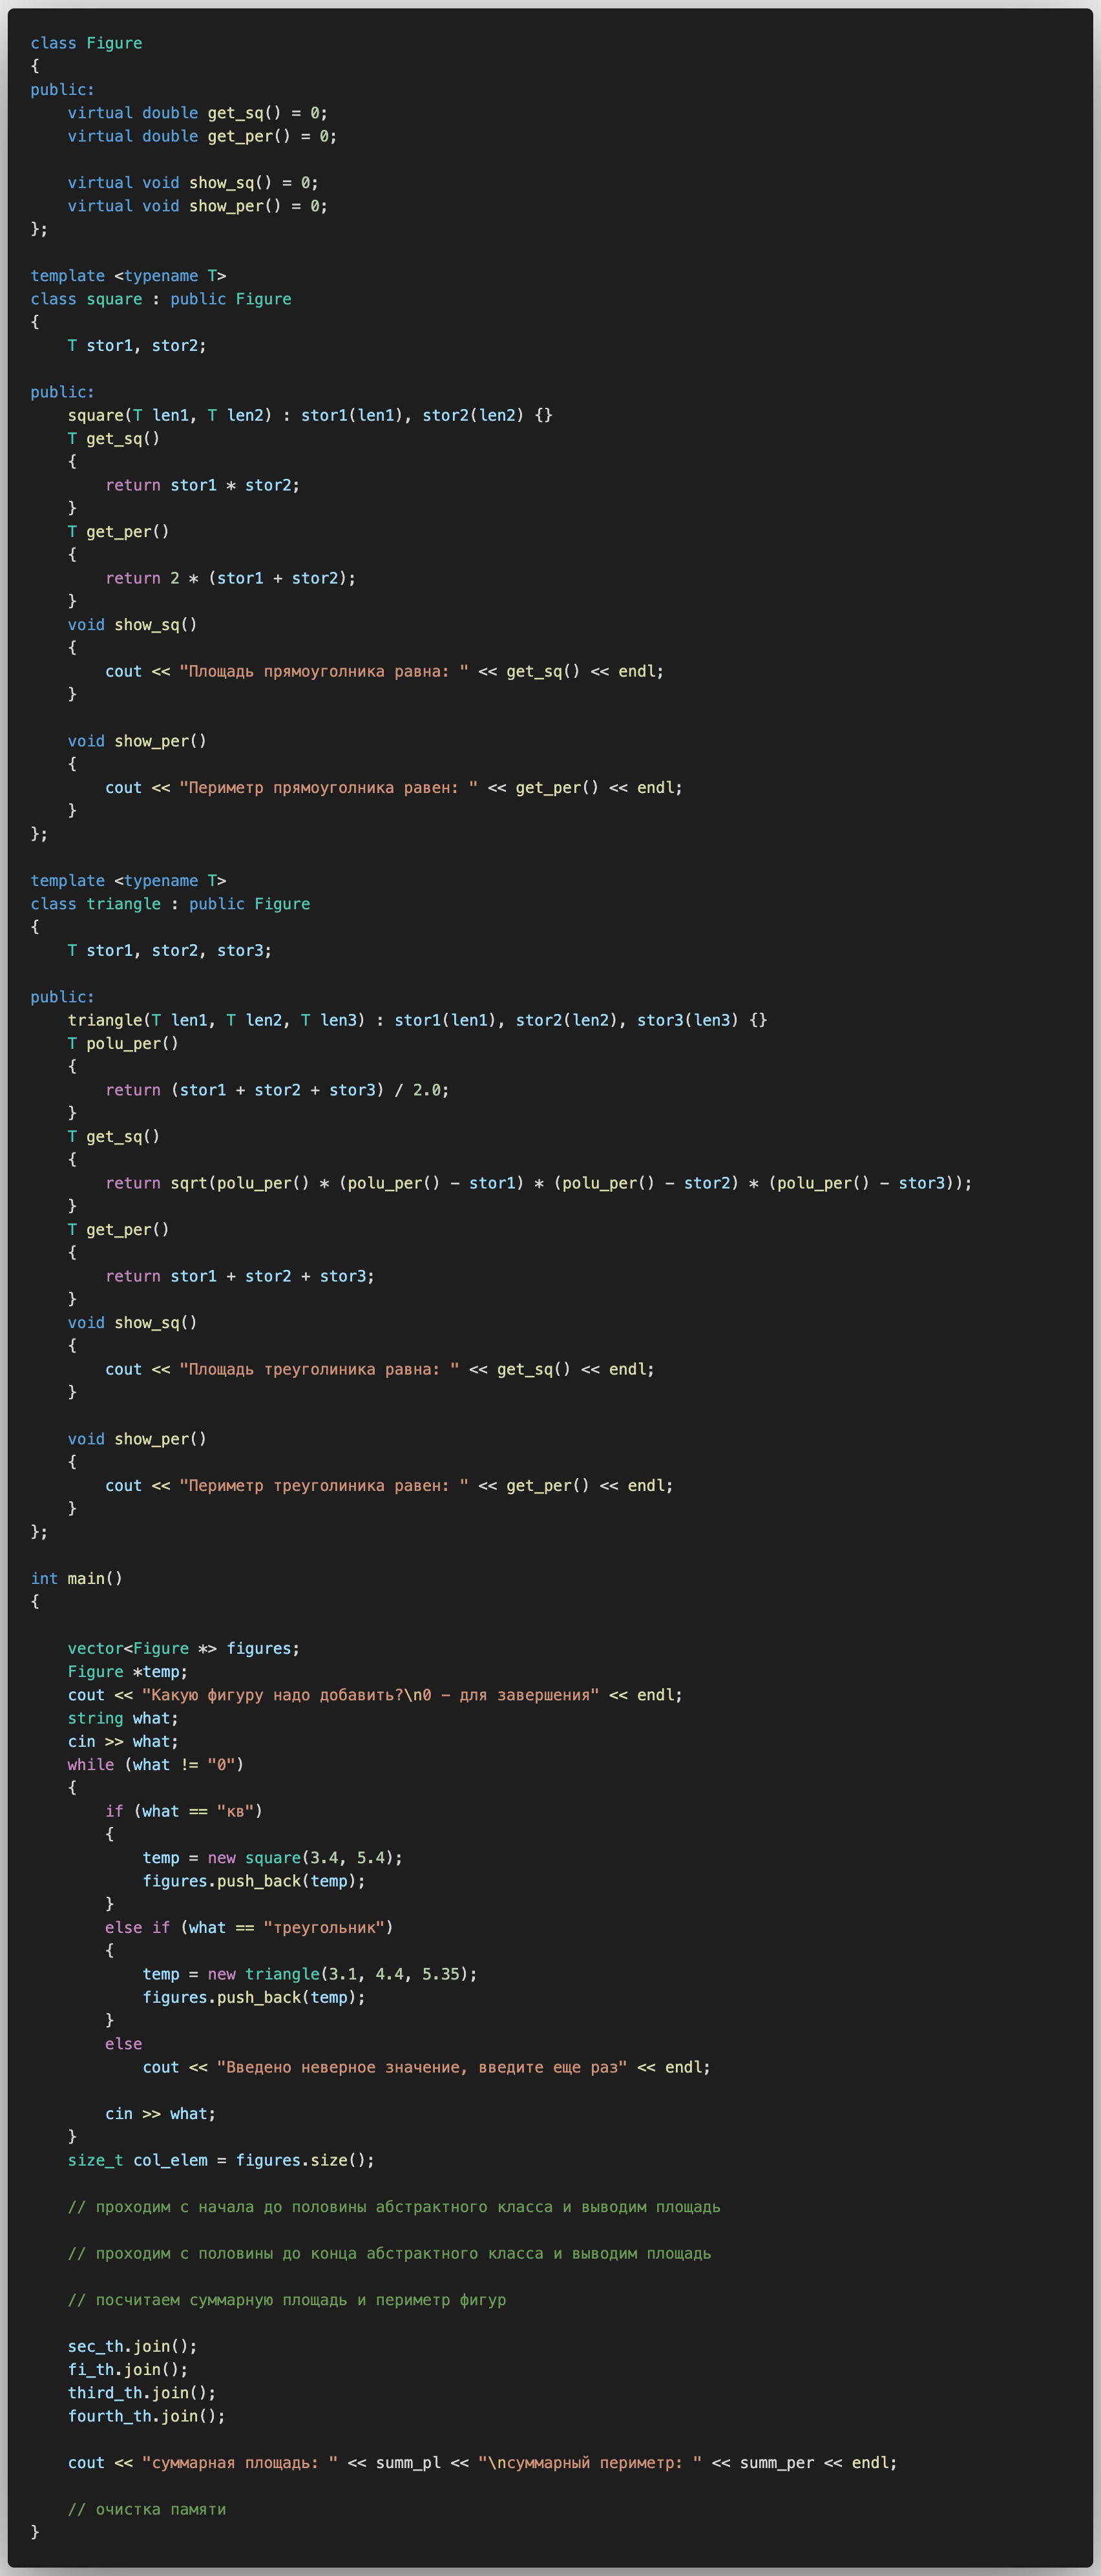 class Figure
{
public:
    virtual double get_sq() = 0;
    virtual double get_per() = 0;

    virtual void show_sq() = 0;
    virtual void show_per() = 0;
};

template <typename T>
class square : public Figure
{
    T stor1, stor2;

public:
    square(T len1, T len2) : stor1(len1), stor2(len2) {}
    T get_sq()
    {
        return stor1 * stor2;
    }
    T get_per()
    {
        return 2 * (stor1 + stor2);
    }
    void show_sq()
    {
        cout << "Площадь прямоуголника равна: " << get_sq() << endl;
    }

    void show_per()
    {
        cout << "Периметр прямоуголника равен: " << get_per() << endl;
    }
};

template <typename T>
class triangle : public Figure
{
    T stor1, stor2, stor3;

public:
    triangle(T len1, T len2, T len3) : stor1(len1), stor2(len2), stor3(len3) {}
    T polu_per()
    {
        return (stor1 + stor2 + stor3) / 2.0;
    }
    T get_sq()
    {
        return sqrt(polu_per() * (polu_per() - stor1) * (polu_per() - stor2) * (polu_per() - stor3));
    }
    T get_per()
    {
        return stor1 + stor2 + stor3;
    }
    void show_sq()
    {
        cout << "Площадь треуголиника равна: " << get_sq() << endl;
    }

    void show_per()
    {
        cout << "Периметр треуголиника равен: " << get_per() << endl;
    }
};

int main()
{

    vector<Figure *> figures;
    Figure *temp;
    cout << "Какую фигуру надо добавить?\n0 - для завершения" << endl;
    string what;
    cin >> what;
    while (what != "0")
    {
        if (what == "кв")
        {
            temp = new square(3.4, 5.4);
            figures.push_back(temp);
        }
        else if (what == "треугольник")
        {
            temp = new triangle(3.1, 4.4, 5.35);
            figures.push_back(temp);
        }
        else
            cout << "Введено неверное значение, введите еще раз" << endl;

        cin >> what;
    }
    size_t col_elem = figures.size();

    // проходим с начала до половины абстрактного класса и выводим площадь

    // проходим с половины до конца абстрактного класса и выводим площадь

    // посчитаем суммарную площадь и периметр фигур

    sec_th.join();
    fi_th.join();
    third_th.join();
    fourth_th.join();

    cout << "суммарная площадь: " << summ_pl << "\nсуммарный периметр: " << summ_per << endl;

    // очистка памяти
}